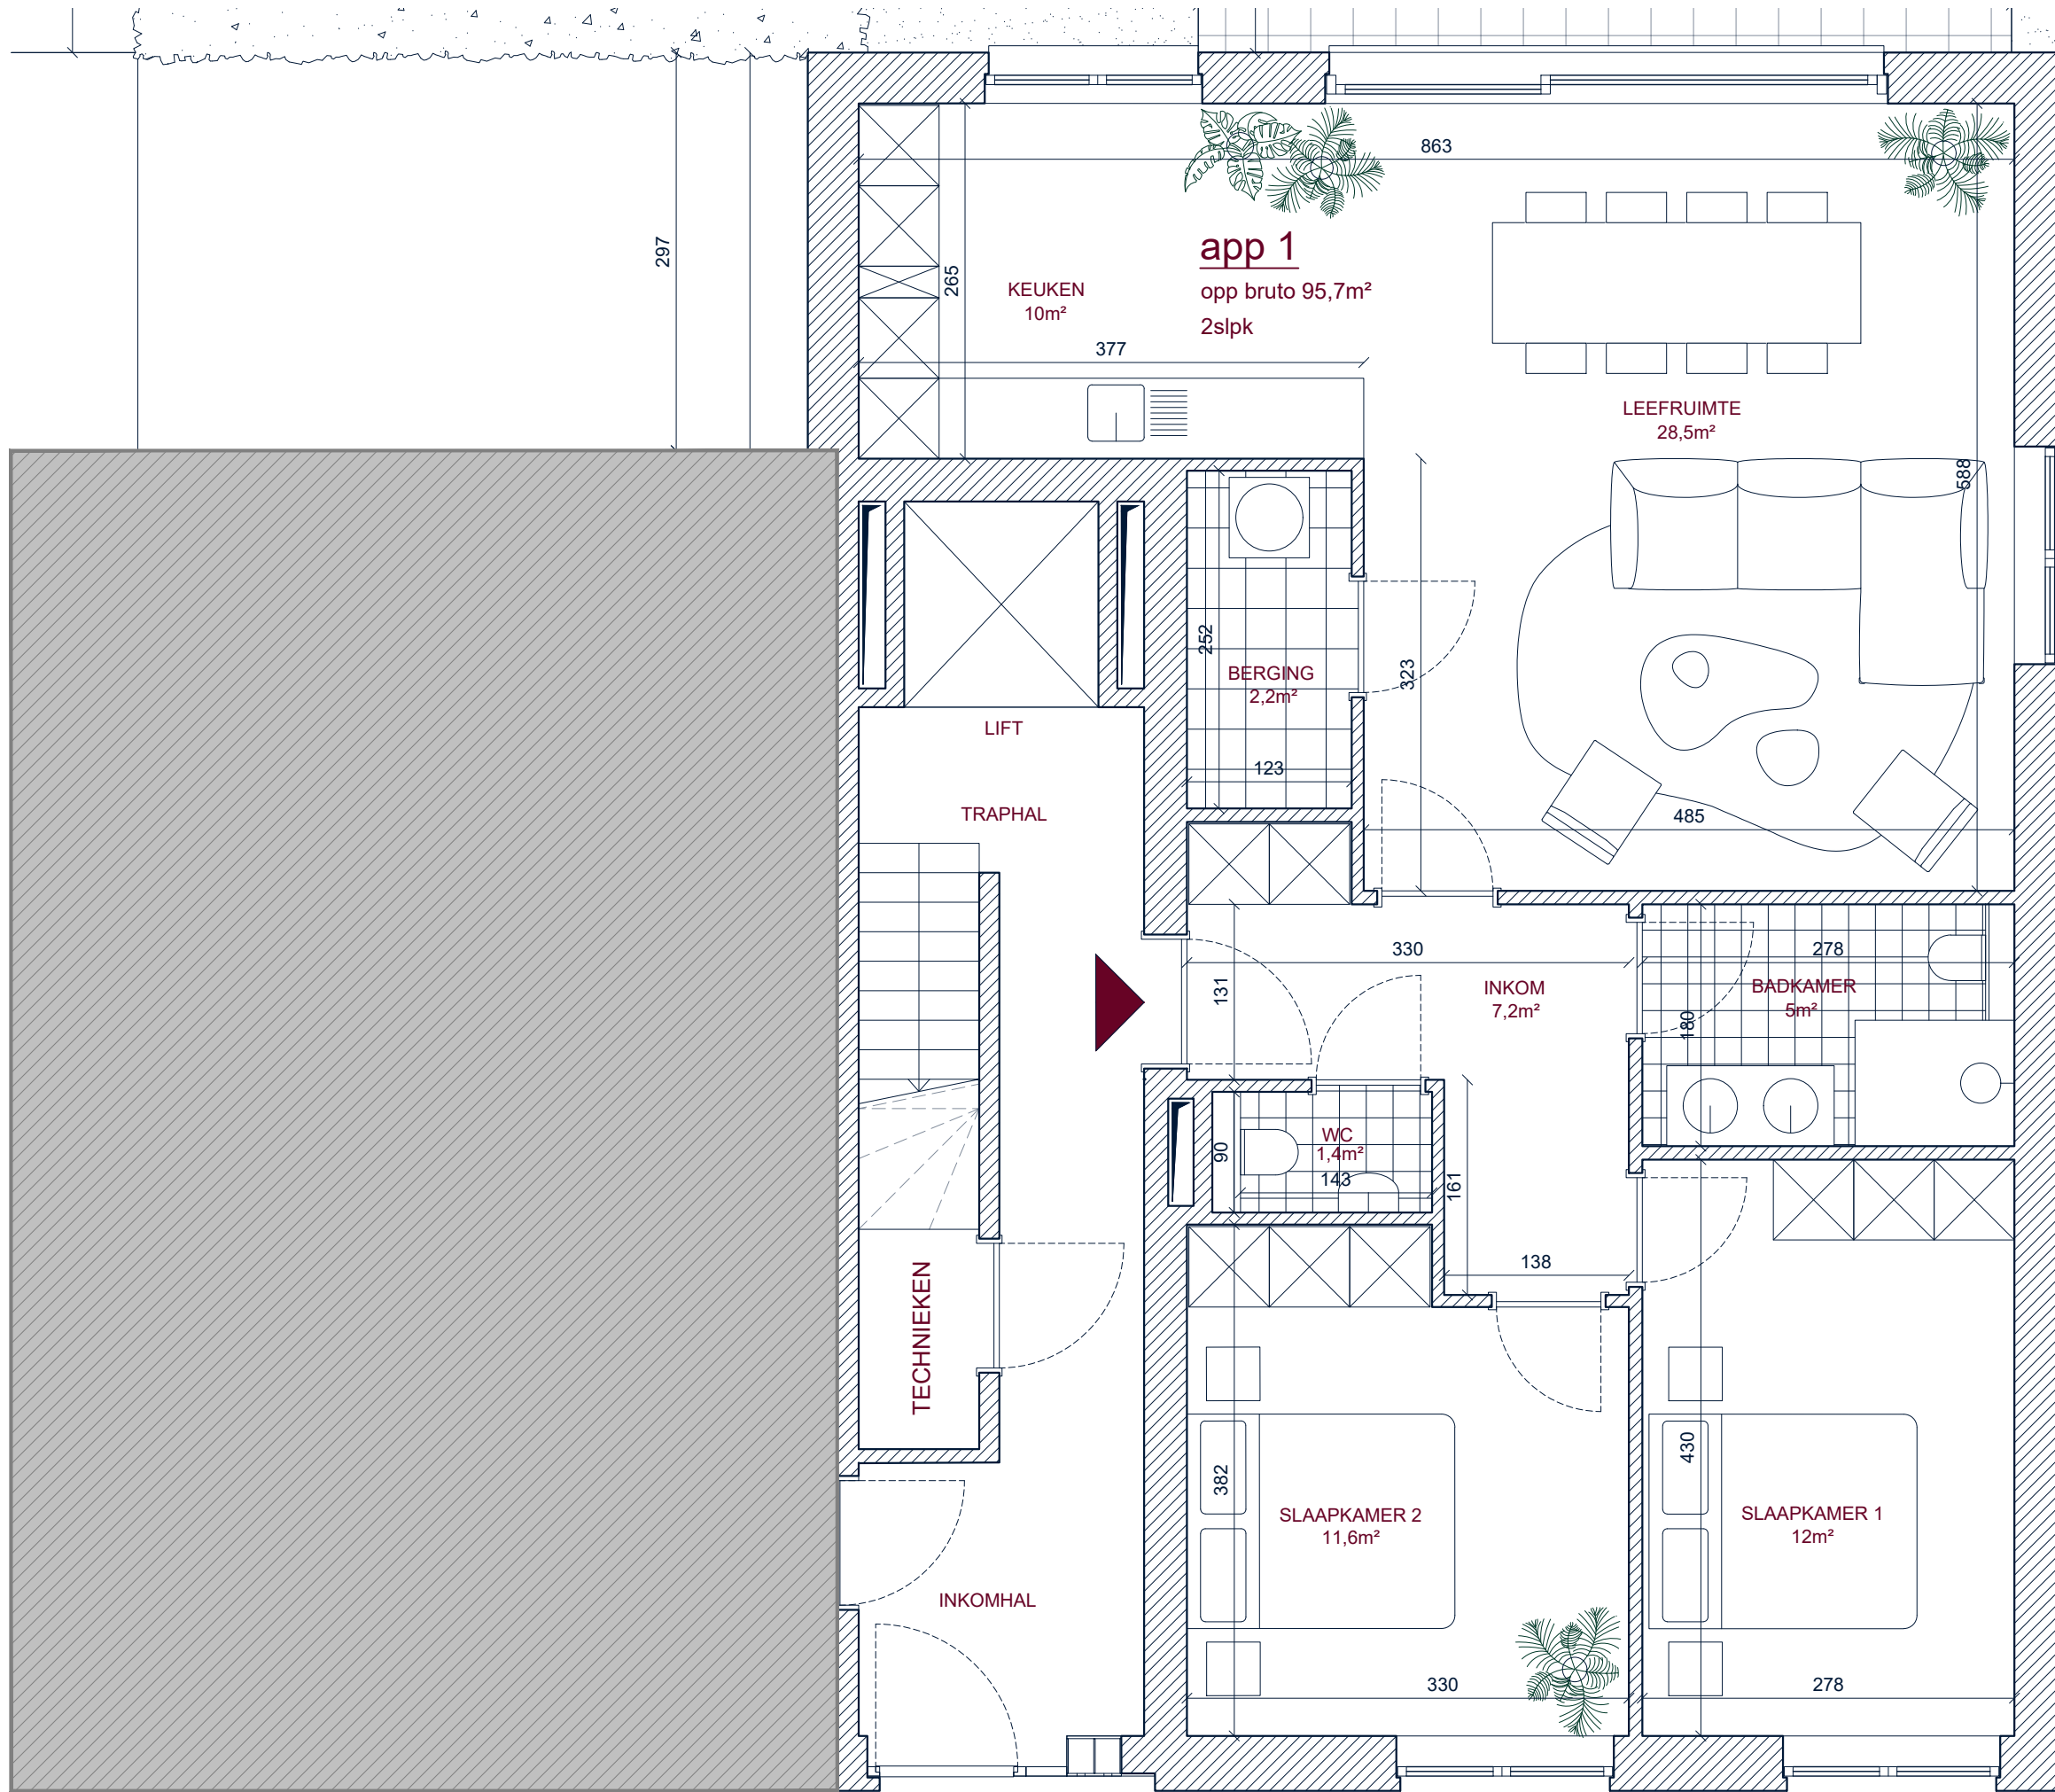 863
297
app 1
opp bruto 95,7m²
2slpk
265
KEUKEN
10m²
377
LEEFRUIMTE
28,5m²
588
252
BERGING
2,2m²
323
123
LIFT
TRAPHAL
485
330
278
131
INKOM
7,2m²
BADKAMER
5m²
180
WC
1,4m²
90
143
161
138
TECHNIEKEN
382
430
SLAAPKAMER 2
11,6m²
SLAAPKAMER 1
12m²
INKOMHAL
330
278